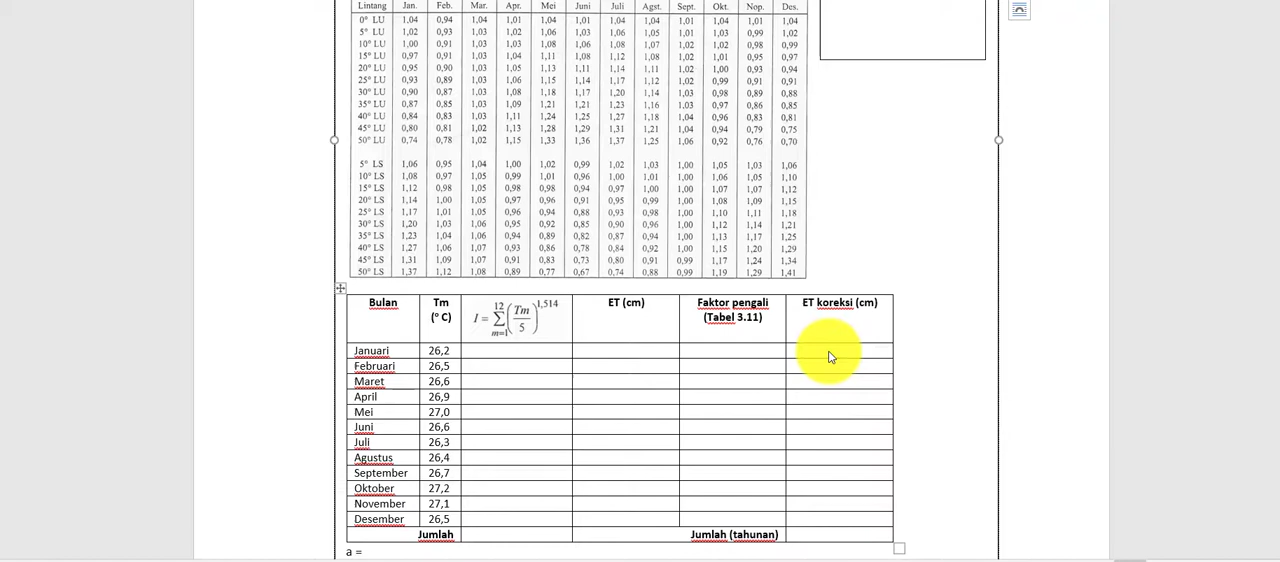 Lintang Jan. Feb. Mar. Apr. Mei Juni Juli Agst. Sept. Okt. Nop. Des.
0° LU 1,04 0,94 1,04 1,01 1,04 1,01 1,04 1,04 1,01 1,04 1,01 1,04
5° LU 1,02 0,93 1,03 1,02 1,06 1,03 1,06 1,05 1,01 1,03 0,99 1,02
10° LU 1,00 0,91 1,03 1,03 1,08 1,06 1,08 1,07 1,02 1,02 0,98 0,99
15° LU 0,97 0,91 1,03 1,04 1,11 1,08 1,12 1,08 1,02 1,01 0,95 0,97
20° LU 0,95 0,90 1,03 1,05 1,13 1,11 1,14 1,11 1,02 1,00 0,93 0,94
25° LU 0,93 0,89 1,03 1,06 1,15 1,14 1,17 1,12 1,02 0,99 0,91 0,91
30° LU 0,90 0,87 1,03 1,08 1,18 1,17 1,20 1,14 1,03 0,98 0,89 0,88
35° LU 0,87 0,85 1,03 1,09 1,21 1,21 1,23 1,16 1,03 0,97 0,86 0,85
40° LU 0,84 0,83 1,03 1,11 1,24 1,25 1,27 1,18 1,04 0,96 0,83 0,81
45° LU 0,80 0,81 1,02 1,13 1,28 1,29 1,31 1,21 1,04 0,94 0,79 0,75
50° LU 0,74 0,78 1,02 1,15 1,33 1,36 1,37 1,25 1,06 0,92 0,76 0,70
5° LS 1,06 0,95 1,04 1,00 1,02 0,99 1,02 1,03 1,00 1,05 1,03 1,06
10° LS 1,08 0,97 1,05 0,99 1,01 0,96 1,00 1,01 1,00 1,06 1,05 1,10
15° LS 1,12 0,98 1,05 0,98 0,98 0,94 0,97 1,00 1,00 1,07 1,07 1,12
20° LS 1,14 1,00 1,05 0,97 0,96 0,91 0,95 0,99 1,00 1,08 1,09 1,15
25° LS 1,17 1,01 1,05 0,96 0,94 0,88 0,93 0,98 1,00 1,10 1,11 1,18
30° LS 1,20 1,03 1,06 0,95 0,92 0,85 0,90 0,96 1,00 1,12 1,14 1,21
35° LS 1,23 1,04 1,06 0,94 0,89 0,82 0,87 0,94 1,00 1,13 1,17 1,25
40° LS 1,27 1,06 1,07 0,93 0,86 0,78 0,84 0,92 1,00 1,15 1,20 1,29
45° LS 1,31 1,09 1,07 0,91 0,83 0,73 0,80 0,91 0,99 1,17 1,24 1,34
50° LS 1,37 1,12 1,08 0,89 0,77 0,67 0,74 0,88 0,99 1,19 1,29 1,41
Bulan Tm (° C) I = ∑ m=1 12 (Tm/5)^1,514 ET (cm) Faktor pengali (Tabel 3.11) ET koreksi (cm)
Januari 26,2
Februari 26,5
Maret 26,6
April 26,9
Mei 27,0
Juni 26,6
Juli 26,3
Agustus 26,4
September 26,7
Oktober 27,2
November 27,1
Desember 26,5
Jumlah Jumlah (tahunan)
a =